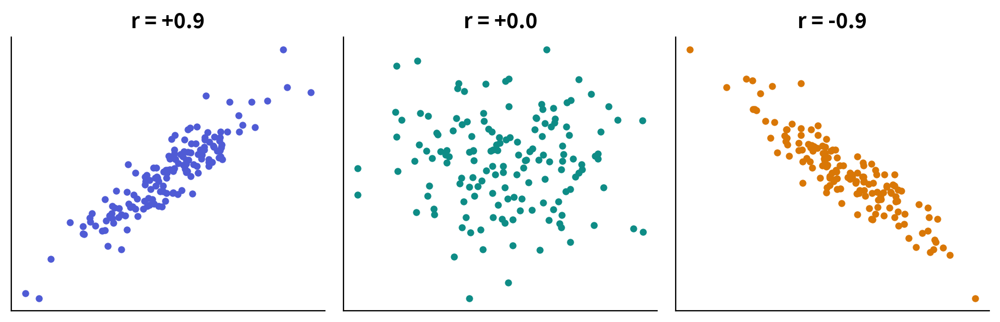 r = +0.9
r = +0.0
r = -0.9